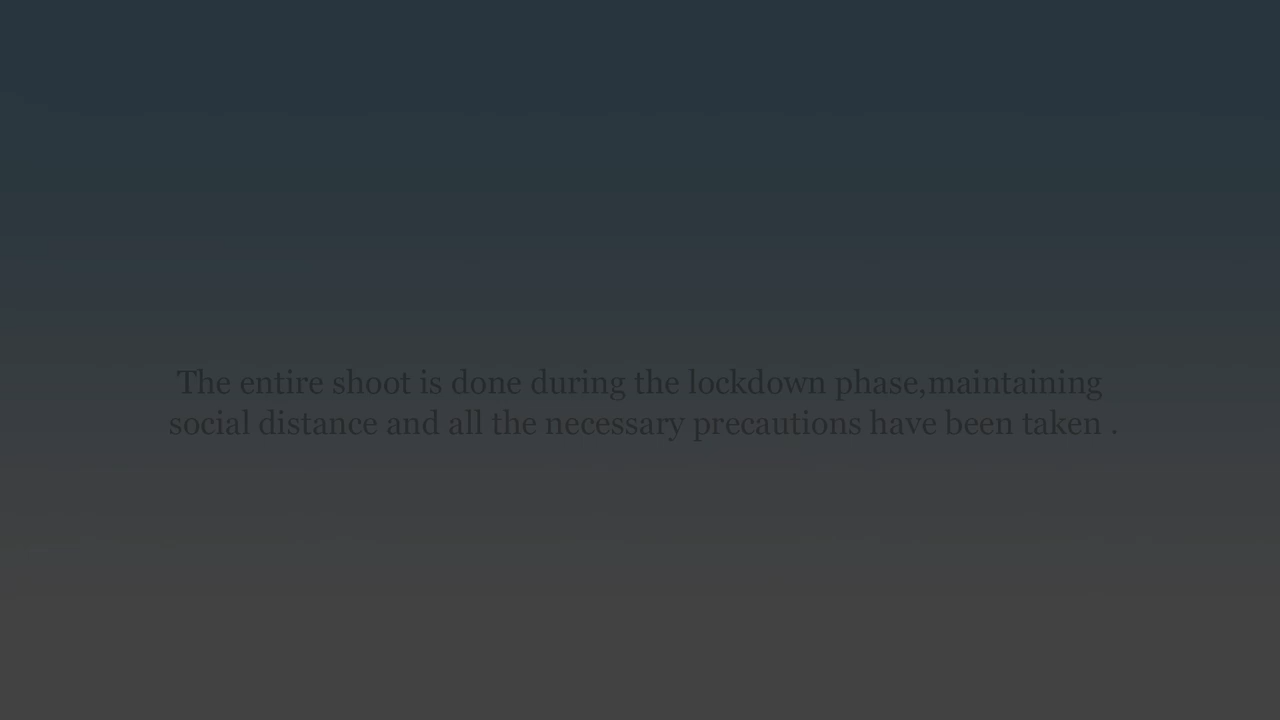 The entire shoot is done during the lockdown phase,maintaining
social distance and all the necessary precautions have been taken .